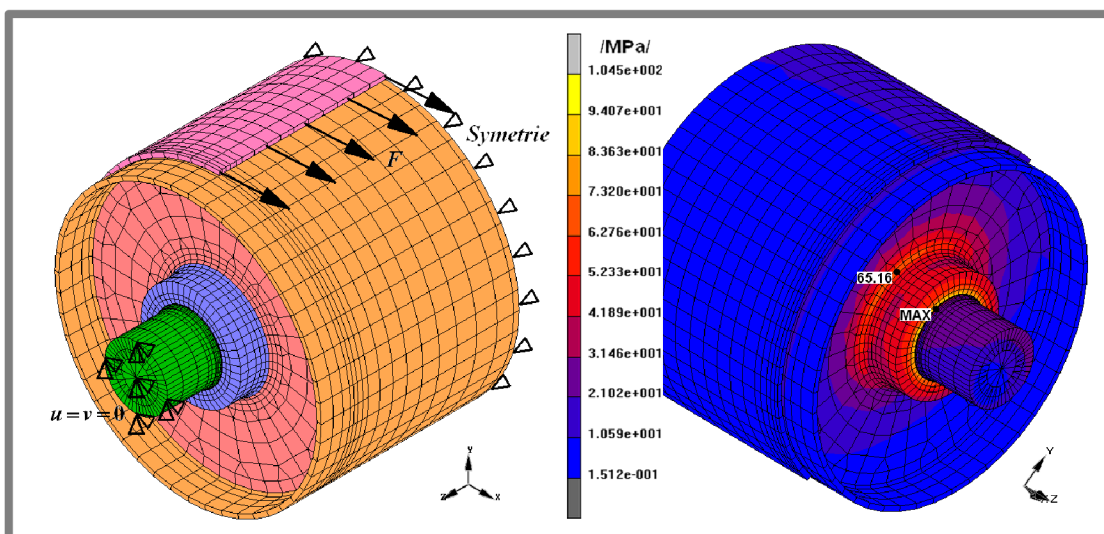 Symetrie
F
u=v=0
y
z x
/MPa/
1.045e+002
9.407e+001
8.363e+001
7.320e+001
6.276e+001
5.233e+001
4.189e+001
3.146e+001
2.102e+001
1.059e+001
1.512e-001
65.16
MAX
Y
XZ